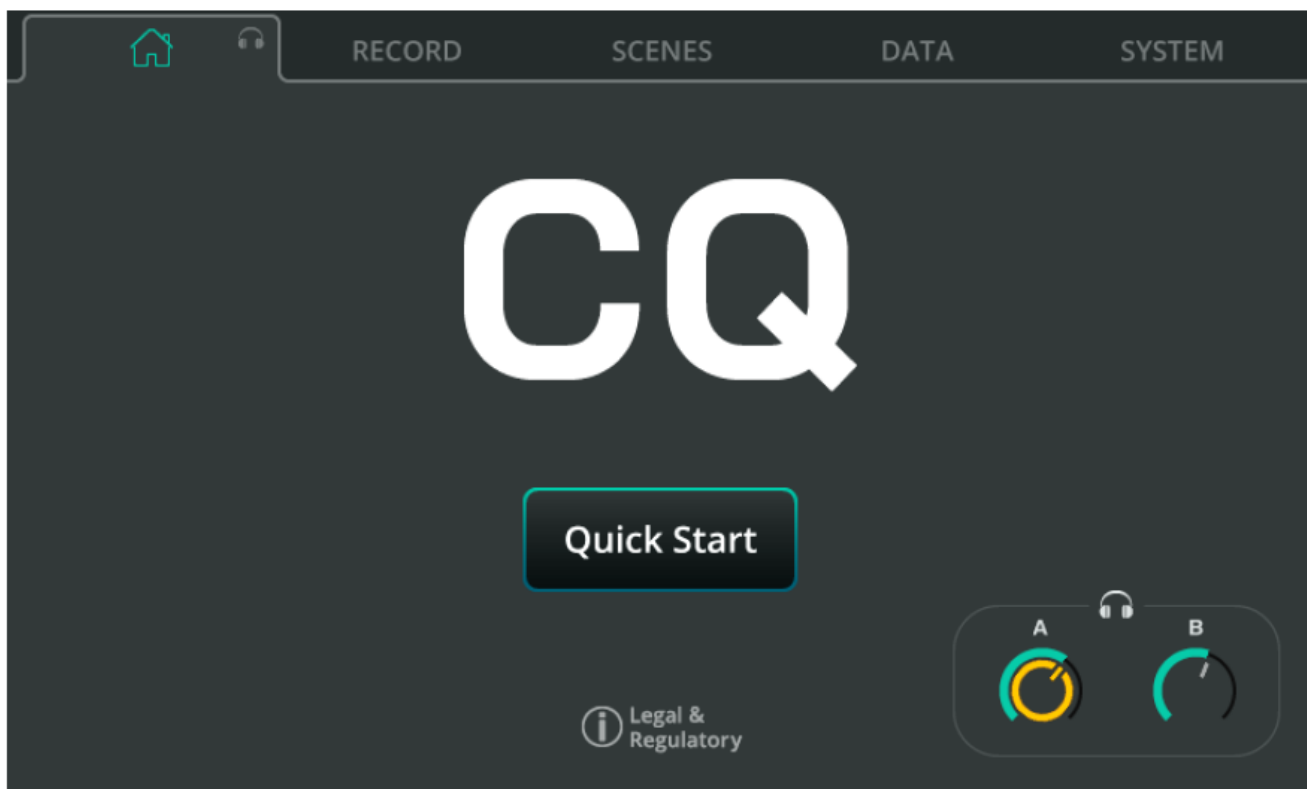 RECORD
SCENES
DATA
SYSTEM
CQ
Quick Start
A
B
Legal &
Regulatory